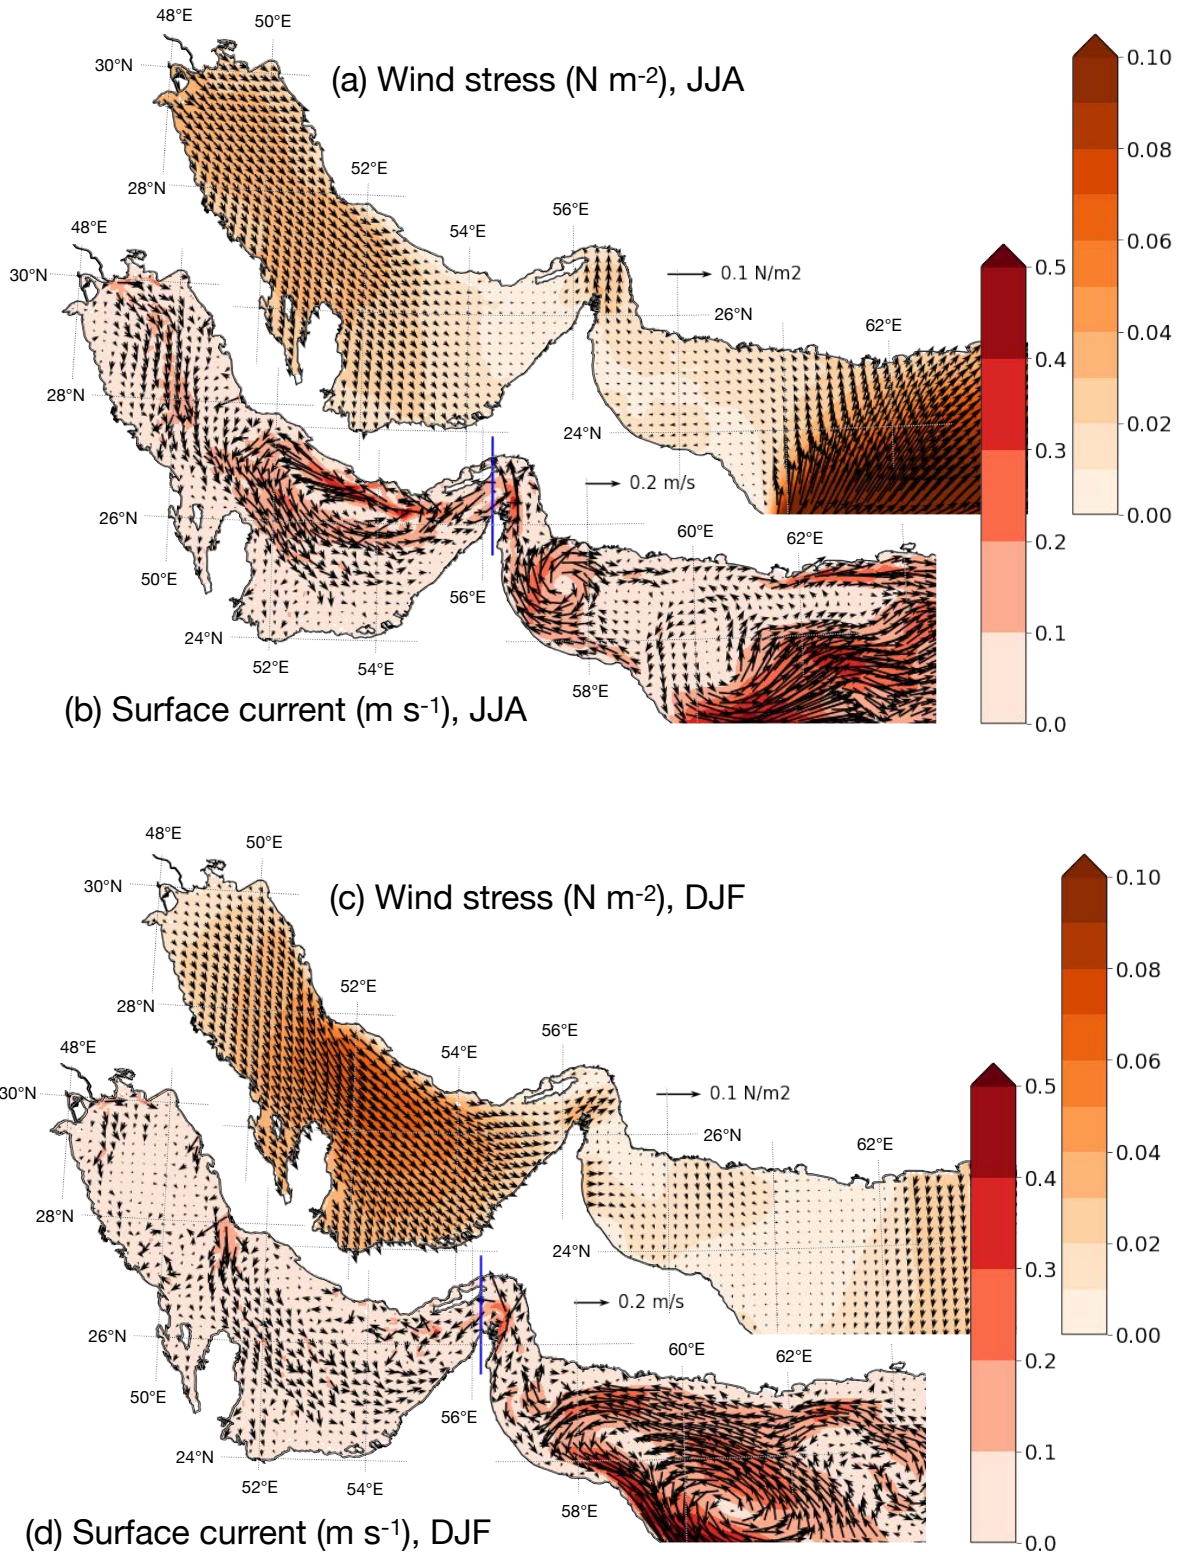 48°E
50°E
30°N
(a) Wind stress (N m-2), JJA
0.10
0.08
0.06
0.04
0.02
0.00
28°N
52°E
54°E
56°E
0.1 N/m2
26°N
62°E
24°N
48°E
30°N
28°N
26°N
50°E
24°N
52°E
54°E
56°E
58°E
60°E
62°E
0.2 m/s
0.5
0.4
0.3
0.2
0.1
0.0
(b) Surface current (m s-1), JJA
48°E
50°E
30°N
(c) Wind stress (N m-2), DJF
0.10
0.08
0.06
0.04
0.02
0.00
28°N
52°E
54°E
56°E
0.1 N/m2
26°N
62°E
24°N
48°E
30°N
28°N
26°N
50°E
24°N
52°E
54°E
56°E
58°E
60°E
62°E
0.2 m/s
0.5
0.4
0.3
0.2
0.1
0.0
(d) Surface current (m s-1), DJF